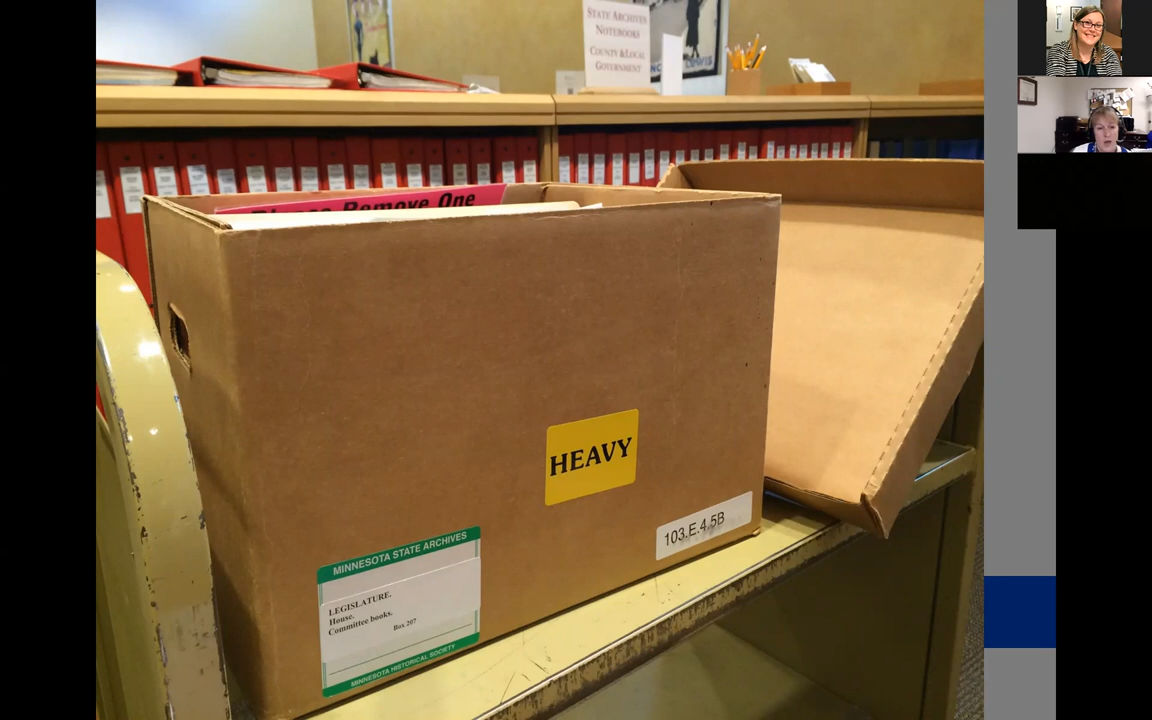 STATE ARCHIVES
NOTEBOOKS
COUNTY & LOCAL
GOVERNMENT
LEWIS
Please Remove One
HEAVY
103.E.4.5B
MINNESOTA STATE ARCHIVES
LEGISLATURE.
House.
Committee books.
Box 207
MINNESOTA HISTORICAL SOCIETY